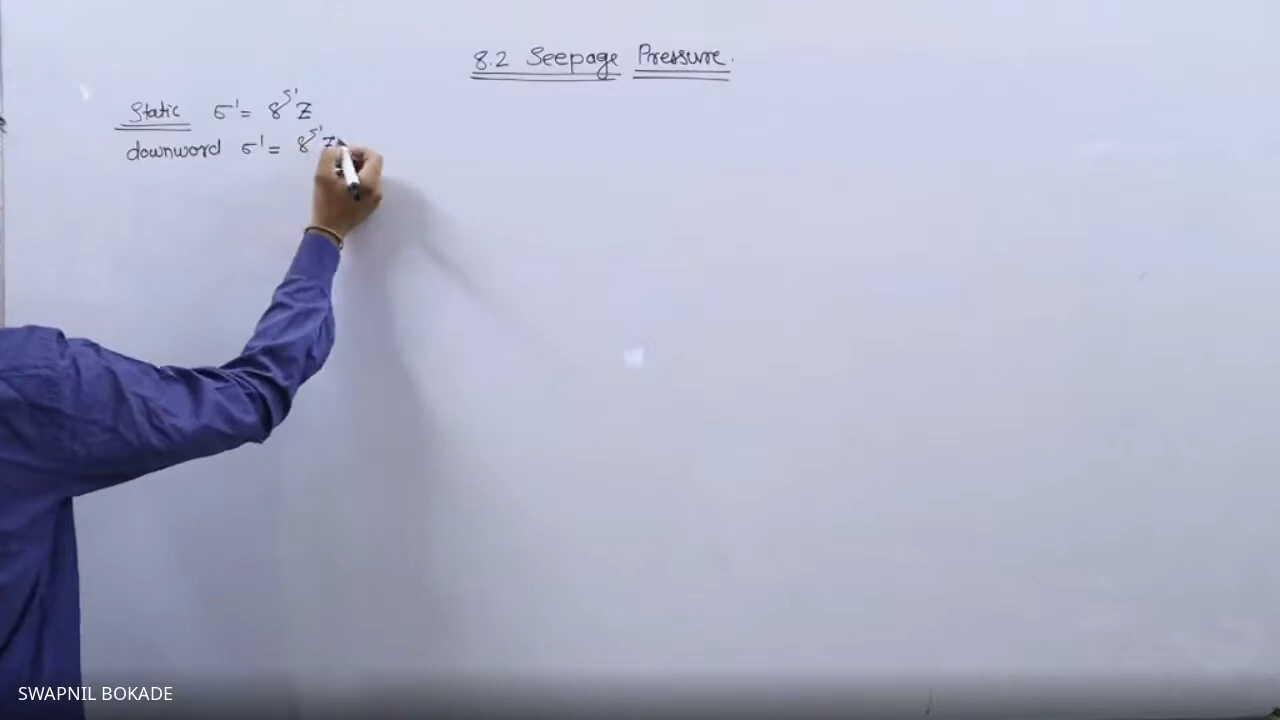 8.2 Seepage Pressure.
Static σ' = γ' Z
downword σ' = γ' Z
SWAPNIL BOKADE